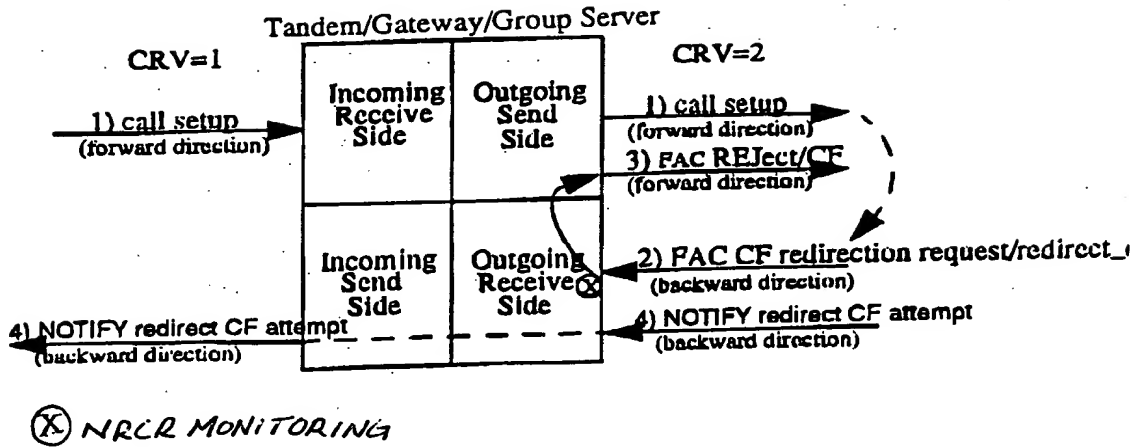 Tandem/Gateway/Group Server
CRV=1
CRV=2
Incoming
Receive
Side
Outgoing
Send
Side
1) call setup
(forward direction)
1) call setup
(forward direction)
3) FAC REJect/CF
(forward direction)
Incoming
Send
Side
Outgoing
Receive
Side
X
2) FAC CF redirection request/redirect_
(backward direction)
4) NOTIFY redirect CF attempt
(backward direction)
4) NOTIFY redirect CF attempt
(backward direction)
X NRCR MONITORING